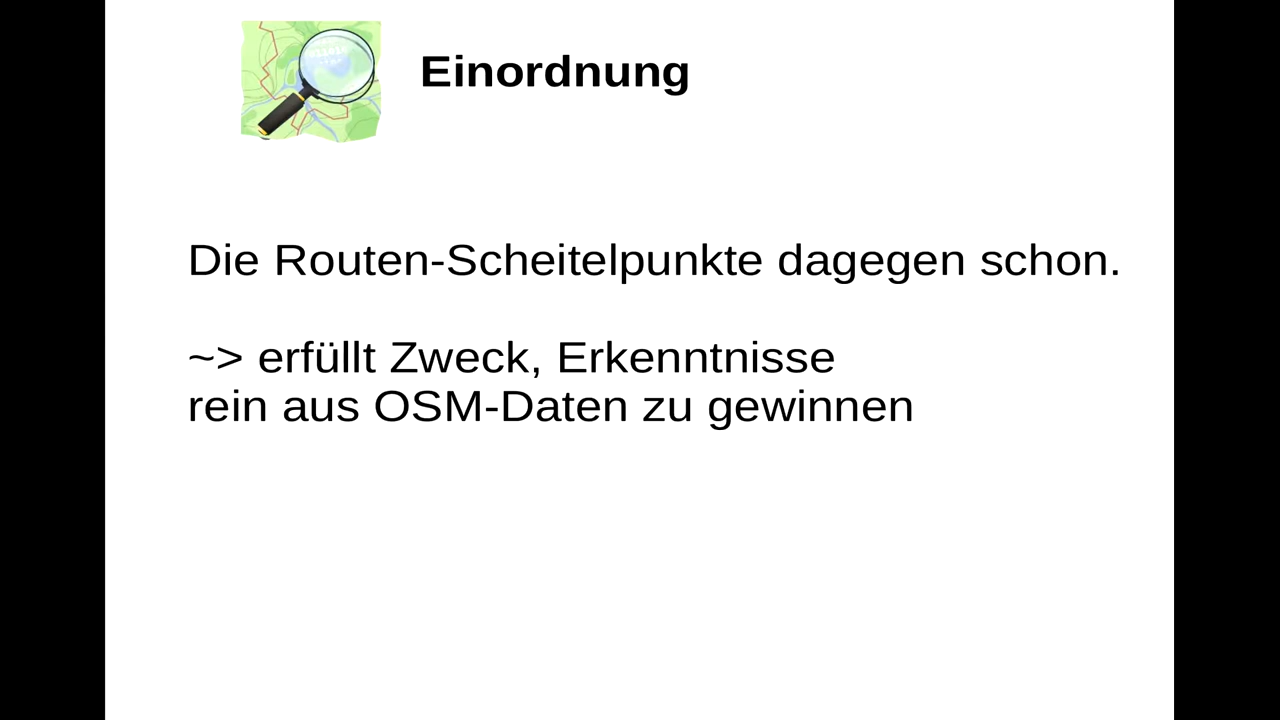 Einordnung
Die Routen-Scheitelpunkte dagegen schon.
~> erfüllt Zweck, Erkenntnisse
rein aus OSM-Daten zu gewinnen